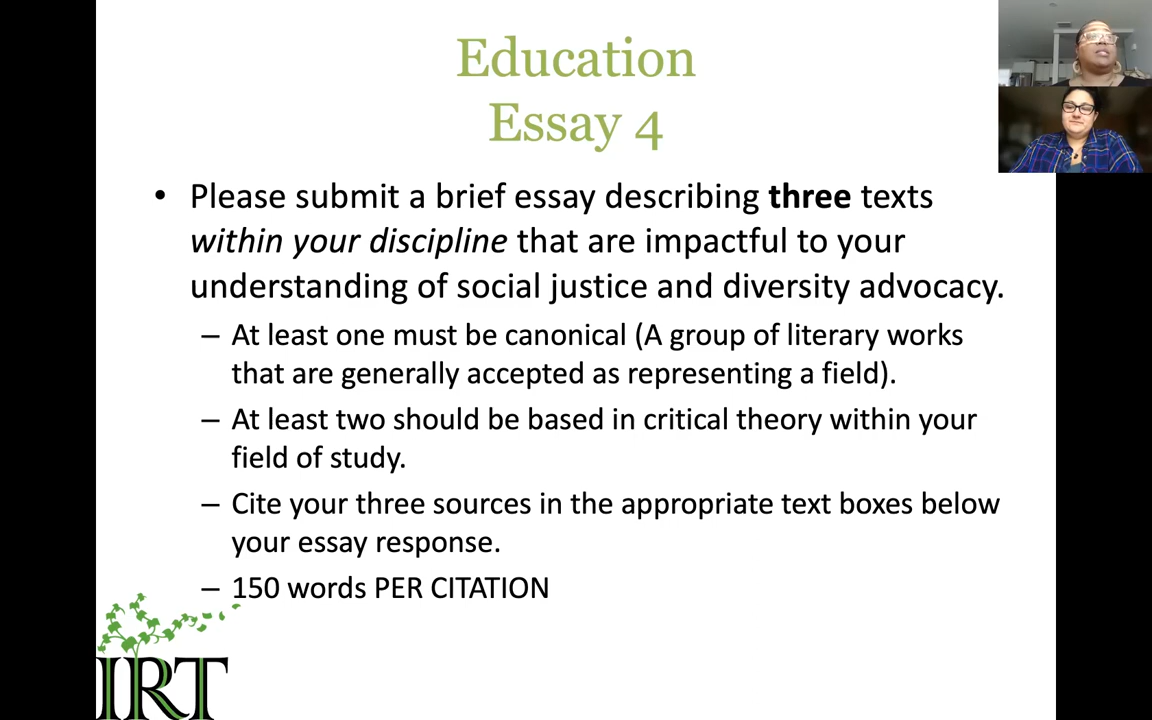 Education
Essay 4
• Please submit a brief essay describing three texts
within your discipline that are impactful to your
understanding of social justice and diversity advocacy.
– At least one must be canonical (A group of literary works
that are generally accepted as representing a field).
– At least two should be based in critical theory within your
field of study.
– Cite your three sources in the appropriate text boxes below
your essay response.
– 150 words PER CITATION
IRT